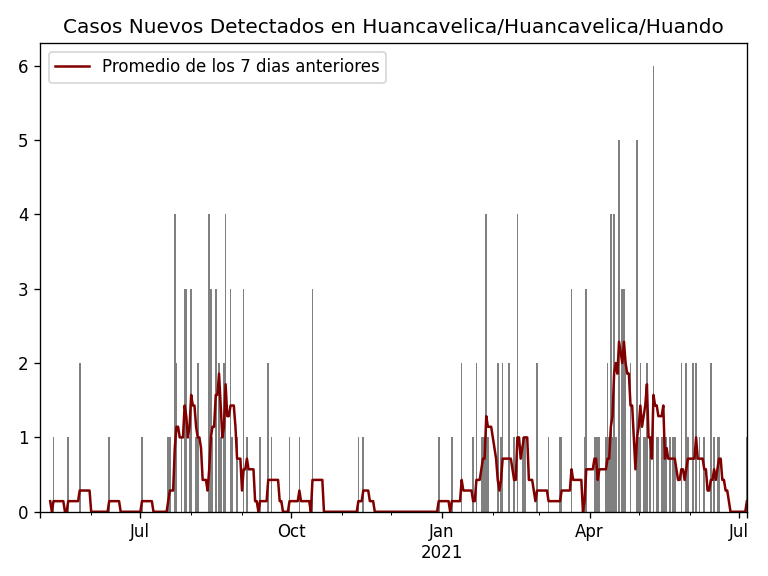 Casos Nuevos Detectados en Huancavelica/Huancavelica/Huando
Promedio de los 7 dias anteriores
6
5
4
3
2
1
0
Jul
Oct
Jan
2021
Apr
Jul